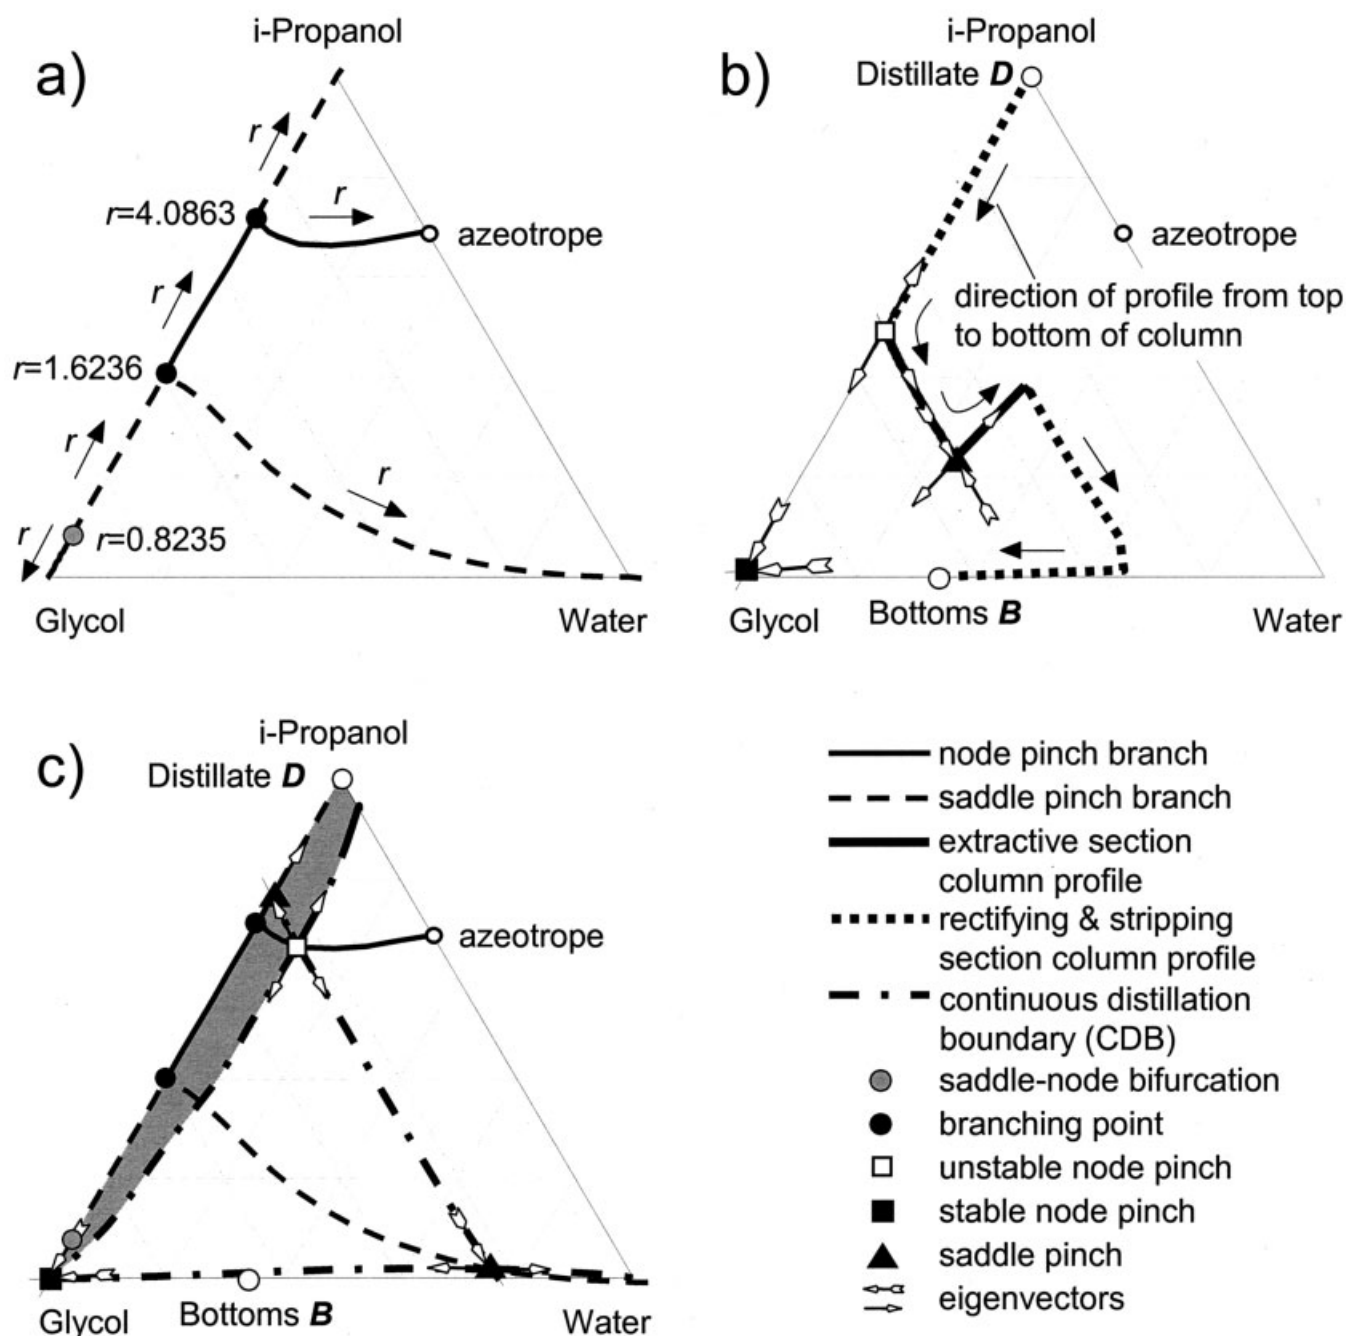 a)
i-Propanol
r
r
r=4.0863
azeotrope
r
r=1.6236
r
r
r
r=0.8235
Glycol
Water
b)
i-Propanol
Distillate D
azeotrope
direction of profile from top
to bottom of column
Glycol
Bottoms B
Water
c)
i-Propanol
Distillate D
azeotrope
Glycol
Bottoms B
Water
node pinch branch
saddle pinch branch
extractive section
column profile
rectifying & stripping
section column profile
continuous distillation
boundary (CDB)
saddle-node bifurcation
branching point
unstable node pinch
stable node pinch
saddle pinch
eigenvectors